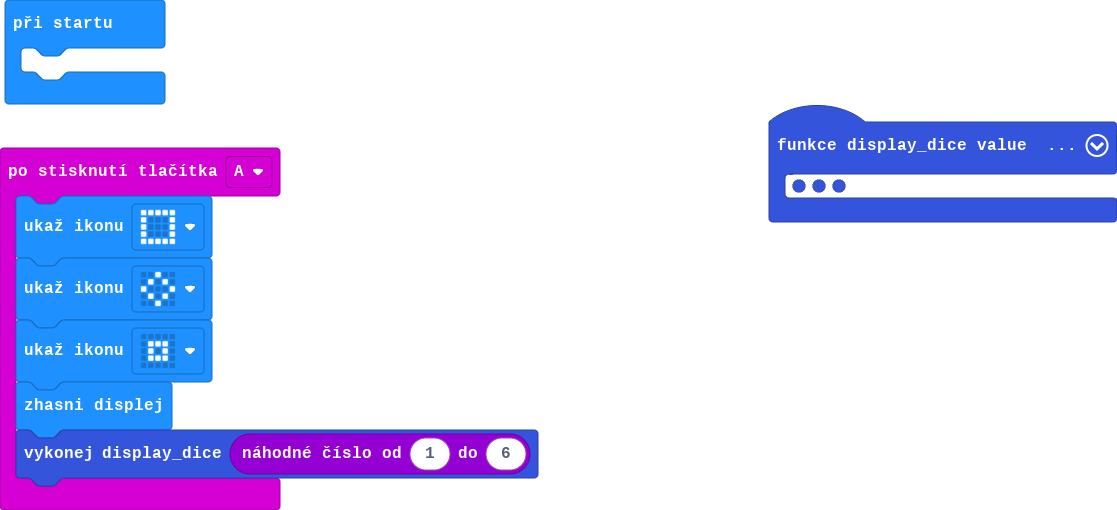 při startu
funkce display_dice value ...
po stisknutí tlačítka A
ukaž ikonu
ukaž ikonu
ukaž ikonu
zhasni displej
vykonej display_dice náhodné číslo od 1 do 6